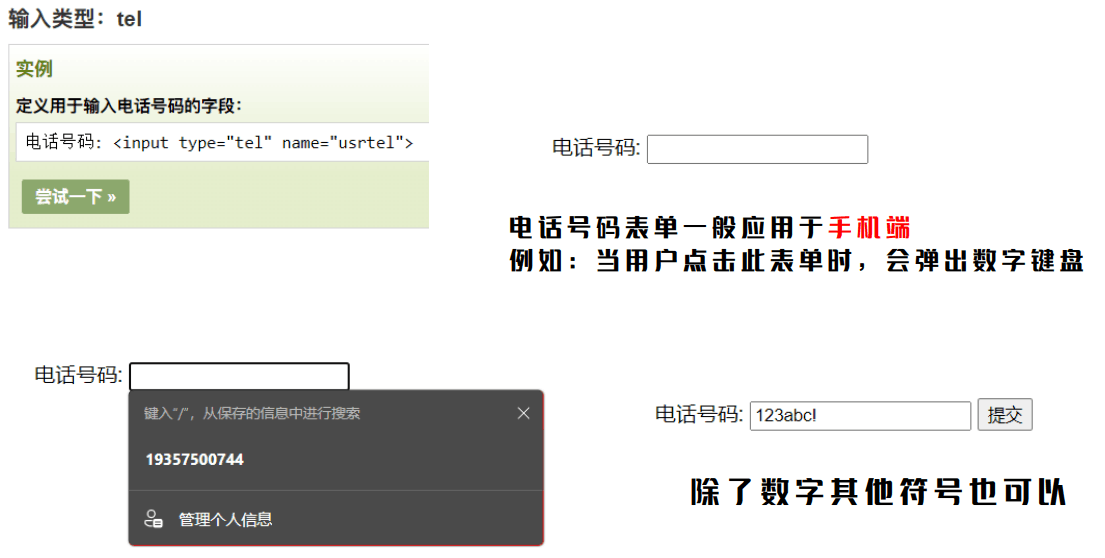 输入类型：tel
实例
定义用于输入电话号码的字段：
电话号码: <input type="tel" name="usrtel">
尝试一下 »
电话号码:
电话号码表单一般应用于手机端
例如：当用户点击此表单时，会弹出数字键盘
电话号码:
键入"/"，从保存的信息中进行搜索
19357500744
管理个人信息
电话号码: 123abc! 提交
除了数字其他符号也可以